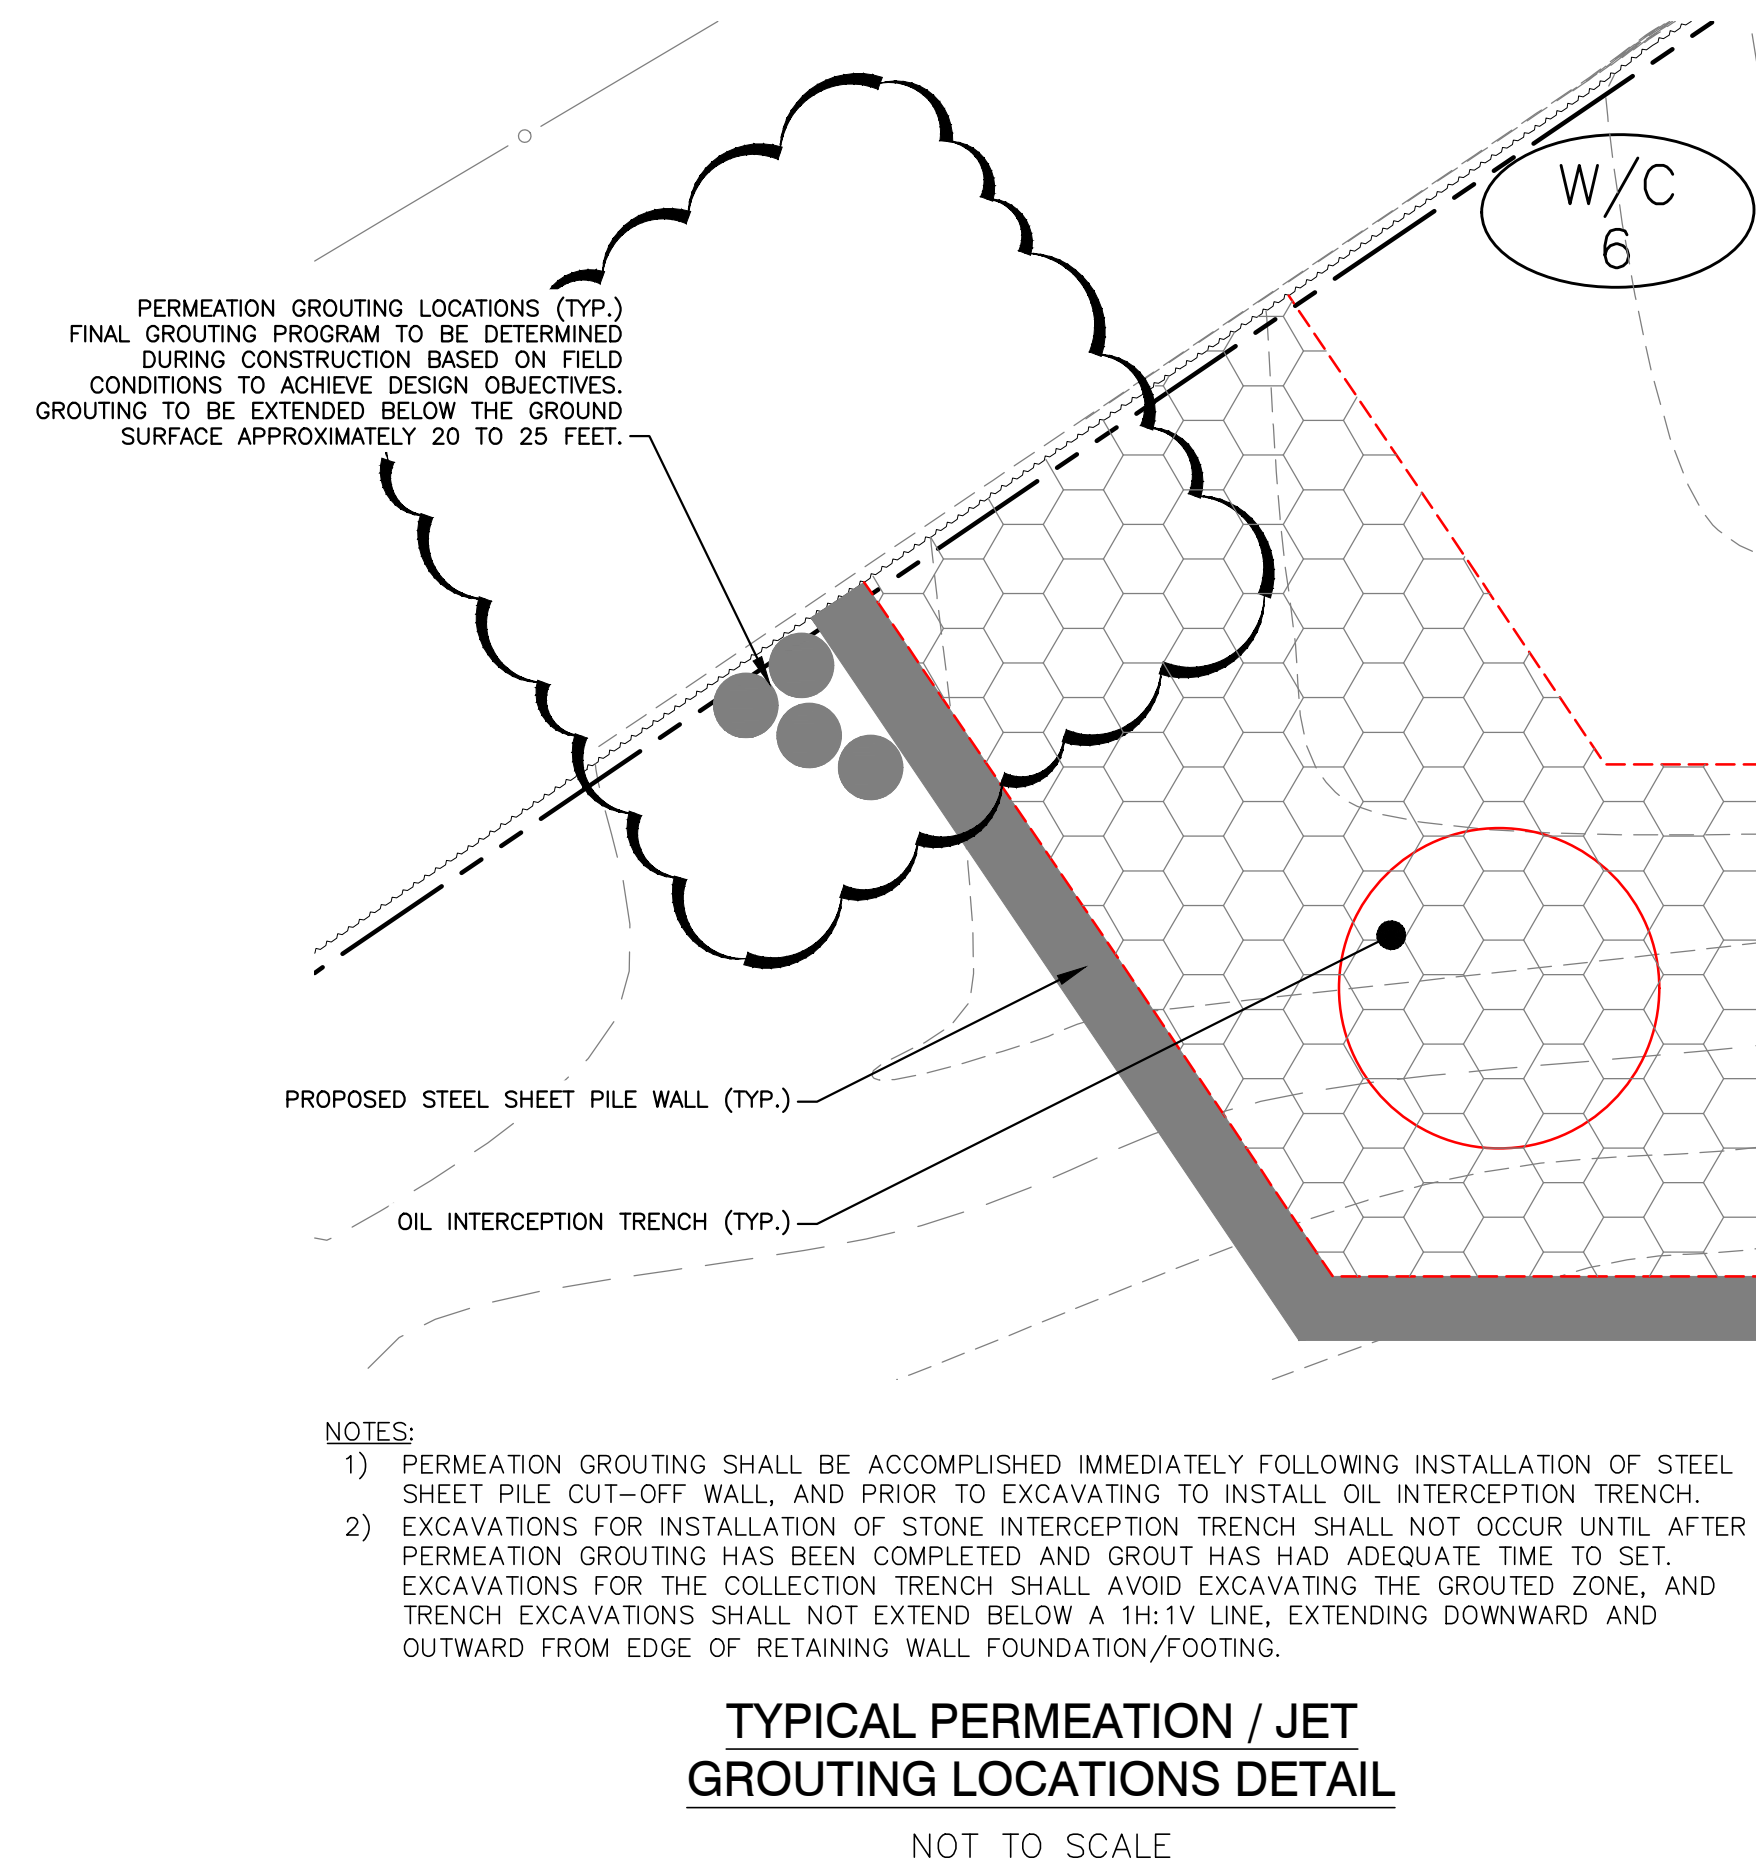 W/C
6
PERMEATION GROUTING LOCATIONS (TYP.)
FINAL GROUTING PROGRAM TO BE DETERMINED
DURING CONSTRUCTION BASED ON FIELD
CONDITIONS TO ACHIEVE DESIGN OBJECTIVES.
GROUTING TO BE EXTENDED BELOW THE GROUND
SURFACE APPROXIMATELY 20 TO 25 FEET.
PROPOSED STEEL SHEET PILE WALL (TYP.)
OIL INTERCEPTION TRENCH (TYP.)
NOTES:
1) PERMEATION GROUTING SHALL BE ACCOMPLISHED IMMEDIATELY FOLLOWING INSTALLATION OF STEEL
SHEET PILE CUT-OFF WALL, AND PRIOR TO EXCAVATING TO INSTALL OIL INTERCEPTION TRENCH.
2) EXCAVATIONS FOR INSTALLATION OF STONE INTERCEPTION TRENCH SHALL NOT OCCUR UNTIL AFTER
PERMEATION GROUTING HAS BEEN COMPLETED AND GROUT HAS HAD ADEQUATE TIME TO SET.
EXCAVATIONS FOR THE COLLECTION TRENCH SHALL AVOID EXCAVATING THE GROUTED ZONE, AND
TRENCH EXCAVATIONS SHALL NOT EXTEND BELOW A 1H:1V LINE, EXTENDING DOWNWARD AND
OUTWARD FROM EDGE OF RETAINING WALL FOUNDATION/FOOTING.
TYPICAL PERMEATION / JET
GROUTING LOCATIONS DETAIL
NOT TO SCALE